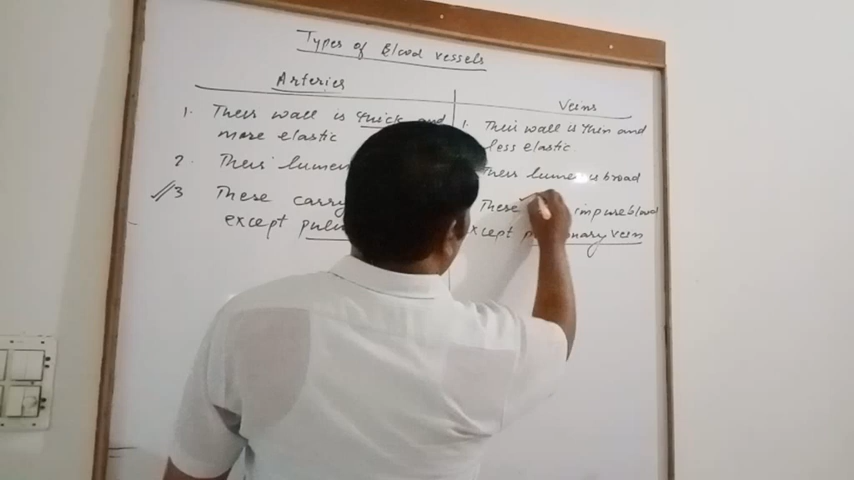 Types of Blood vessels
Arteries
1. Their wall is thick and
more elastic
2. Their lumen
3 These carry
except pul
Veins
1. Their wall is thin and
less elastic.
Their lumen is broad
These impure blood
except pulmonary vein